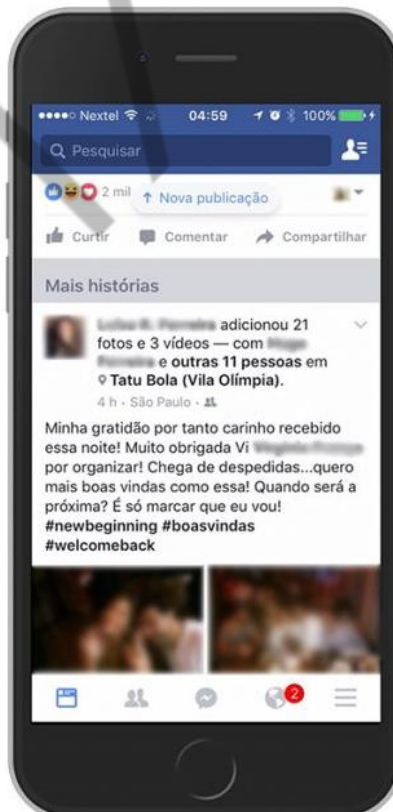 Nextel 04:59 100%
Pesquisar
2 mil ↑ Nova publicação
Curtir Comentar Compartilhar
Mais histórias
adicionou 21
fotos e 3 vídeos — com
e outras 11 pessoas em
Tatu Bola (Vila Olímpia).
4 h · São Paulo ·
Minha gratidão por tanto carinho recebido
essa noite! Muito obrigada Vi
por organizar! Chega de despedidas...quero
mais boas vindas como essa! Quando será a
próxima? É só marcar que eu vou!
#newbeginning #boasvindas
#welcomeback
2